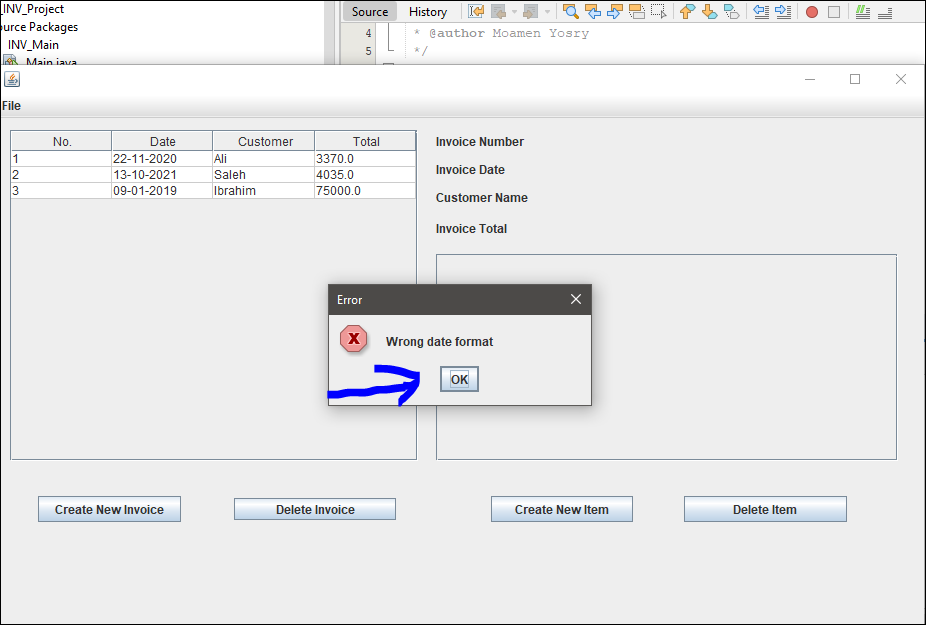 _INV_Project
ource Packages
INV_Main
Main.java
Source History
4 * @author Moamen Yosry
5 */
File
No. Date Customer Total
1 22-11-2020 Ali 3370.0
2 13-10-2021 Saleh 4035.0
3 09-01-2019 Ibrahim 75000.0
Invoice Number
Invoice Date
Customer Name
Invoice Total
Error
Wrong date format
OK
Create New Invoice Delete Invoice Create New Item Delete Item